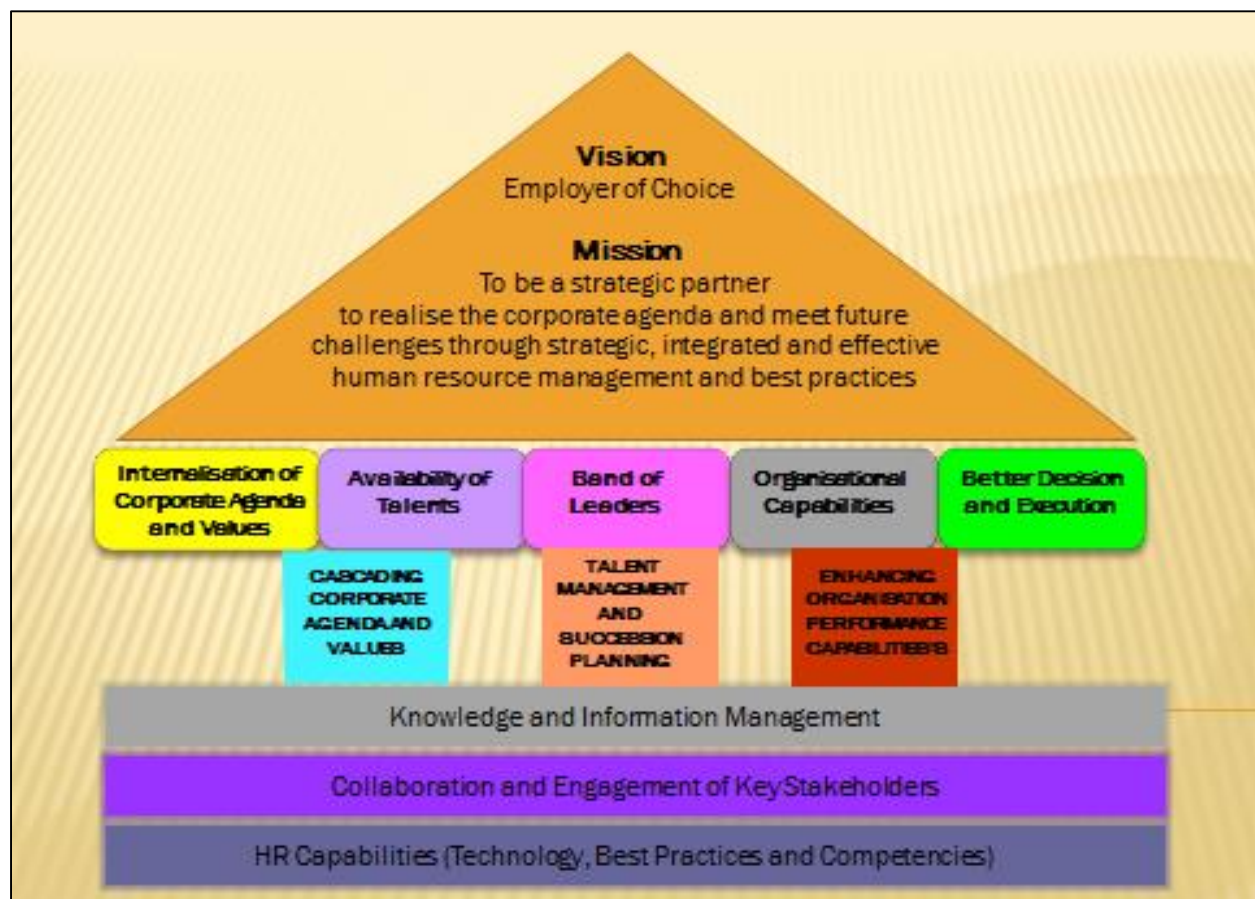 Vision
Employer of Choice
Mission
To be a strategic partner
to realise the corporate agenda and meet future
challenges through strategic, integrated and effective
human resource management and best practices
Internalisation of
Corporate Agenda
and Values
Availability of
Talents
Band of
Leaders
Organisational
Capabilities
Better Decision
and Execution
CASCADING
CORPORATE
AGENDA AND
VALUES
TALENT
MANAGEMENT
AND
SUCCESSION
PLANNING
ENHANCING
ORGANISATION
PERFORMANCE
CAPABILITIES'S
Knowledge and Information Management
Collaboration and Engagement of Key Stakeholders
HR Capabilities (Technology, Best Practices and Competencies)